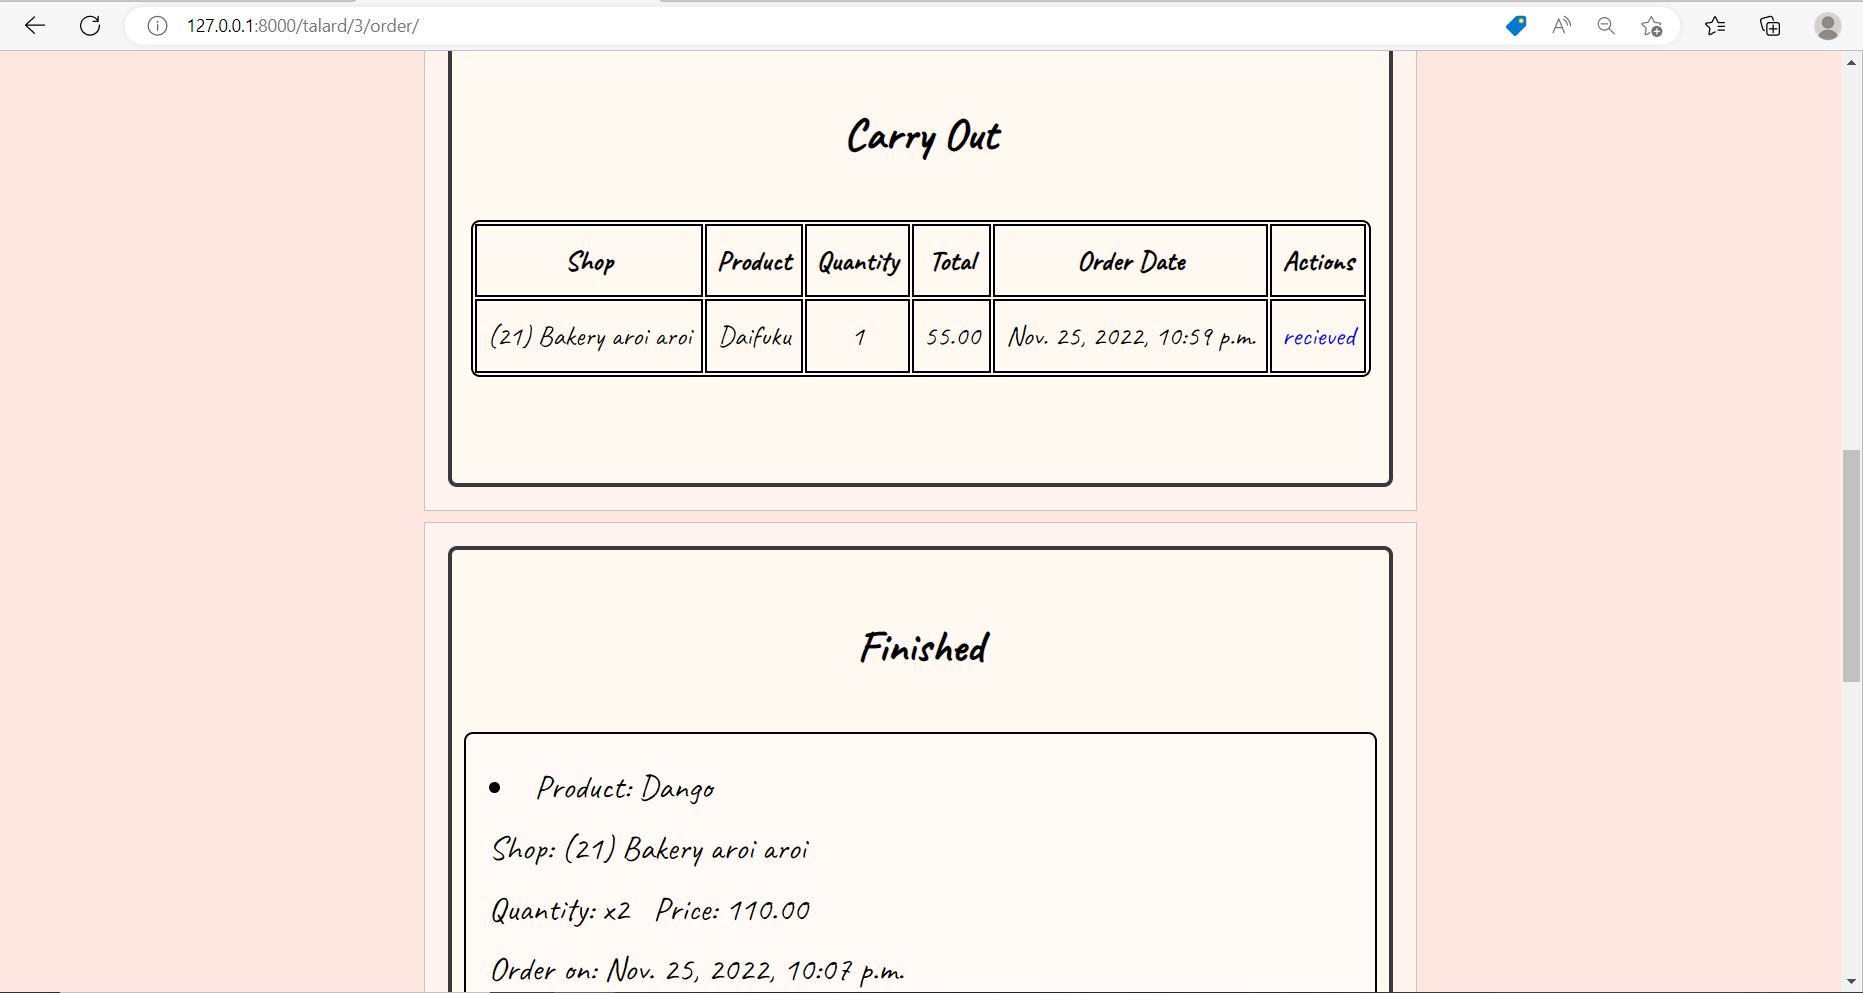 127.0.0.1:8000/talard/3/order/
Carry Out
Shop Product Quantity Total Order Date Actions
(21) Bakery aroi aroi Daifuku 1 55.00 Nov. 25, 2022, 10:59 p.m. recieved
Finished
• Product: Dango
Shop: (21) Bakery aroi aroi
Quantity: x2 Price: 110.00
Order on: Nov. 25, 2022, 10:07 p.m.